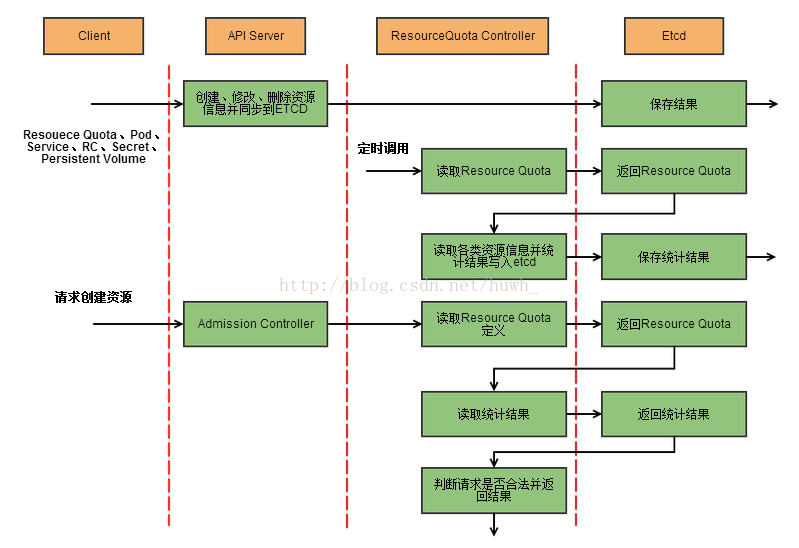 Client
API Server
ResourceQuota Controller
Etcd
创建、修改、删除资源
信息并同步到ETCD
保存结果
Resouece Quota、Pod、
Service、RC、Secret、
Persistent Volume
定时调用
读取Resource Quota
返回Resource Quota
读取各类资源信息并统
计结果写入etcd
保存统计结果
http://blog.csdn.net/huwh_
请求创建资源
Admission Controller
读取Resource Quota
定义
返回Resource Quota
读取统计结果
返回统计结果
判断请求是否合法并返
回结果